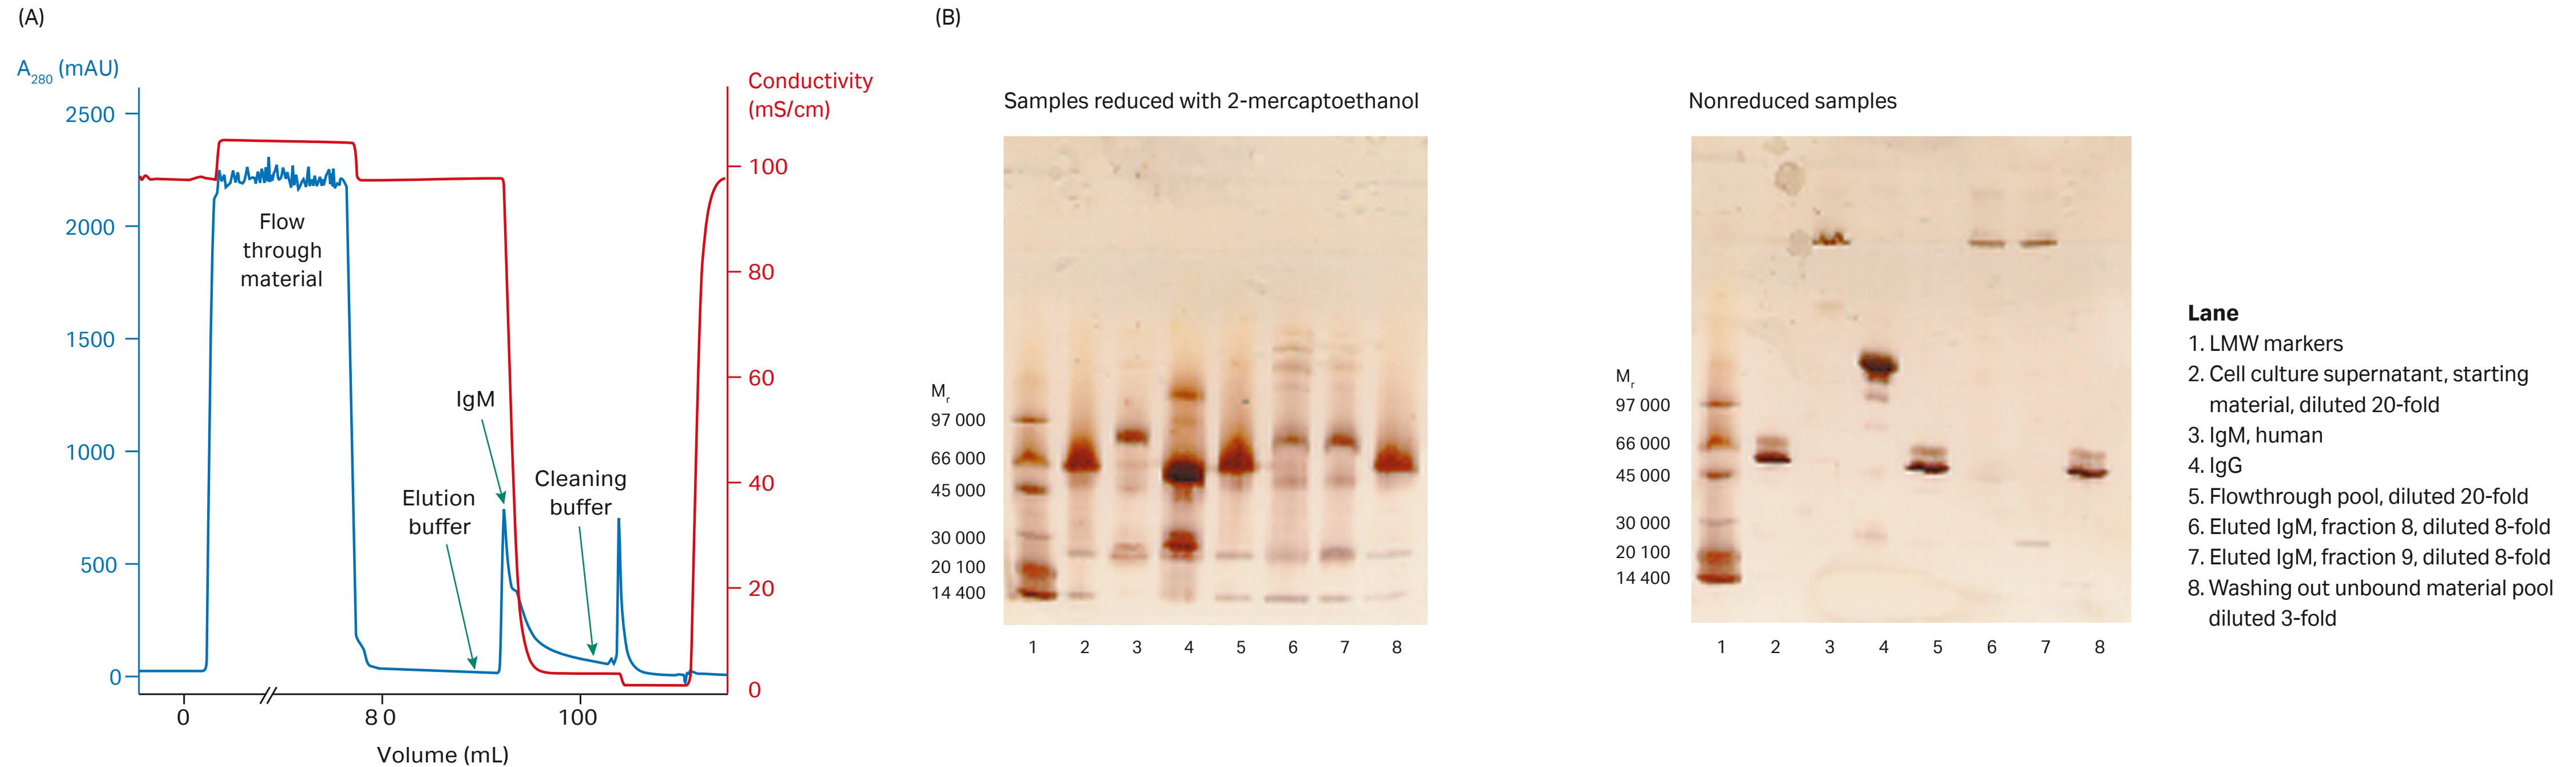 (A)
A280 (mAU)
2500
2000
1500
1000
500
0
Conductivity
(mS/cm)
100
80
60
40
20
0
Flow
through
material
IgM
Elution
buffer
Cleaning
buffer
0
80
100
Volume (mL)
(B)
Samples reduced with 2-mercaptoethanol
Mr
97 000
66 000
45 000
30 000
20 100
14 400
1 2 3 4 5 6 7 8
Nonreduced samples
Mr
97 000
66 000
45 000
30 000
20 100
14 400
1 2 3 4 5 6 7 8
Lane
1. LMW markers
2. Cell culture supernatant, starting
material, diluted 20-fold
3. IgM, human
4. IgG
5. Flowthrough pool, diluted 20-fold
6. Eluted IgM, fraction 8, diluted 8-fold
7. Eluted IgM, fraction 9, diluted 8-fold
8. Washing out unbound material pool
diluted 3-fold